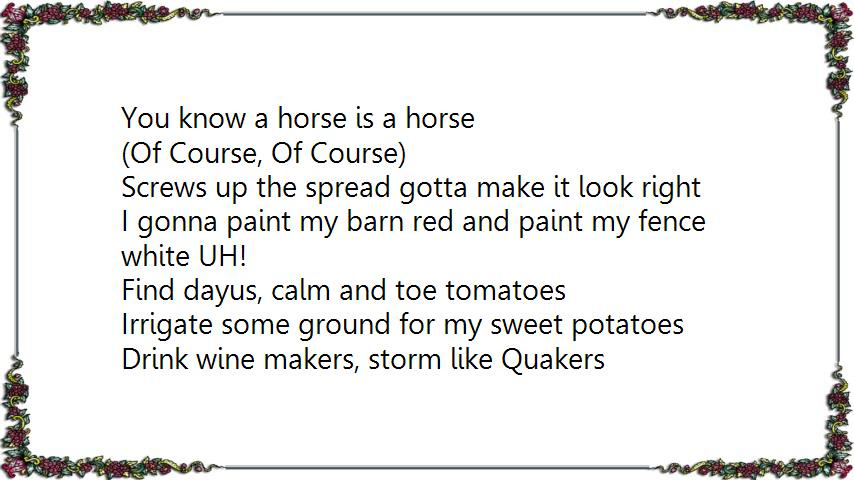 You know a horse is a horse
(Of Course, Of Course)
Screws up the spread gotta make it look right
I gonna paint my barn red and paint my fence
white UH!
Find dayus, calm and toe tomatoes
Irrigate some ground for my sweet potatoes
Drink wine makers, storm like Quakers